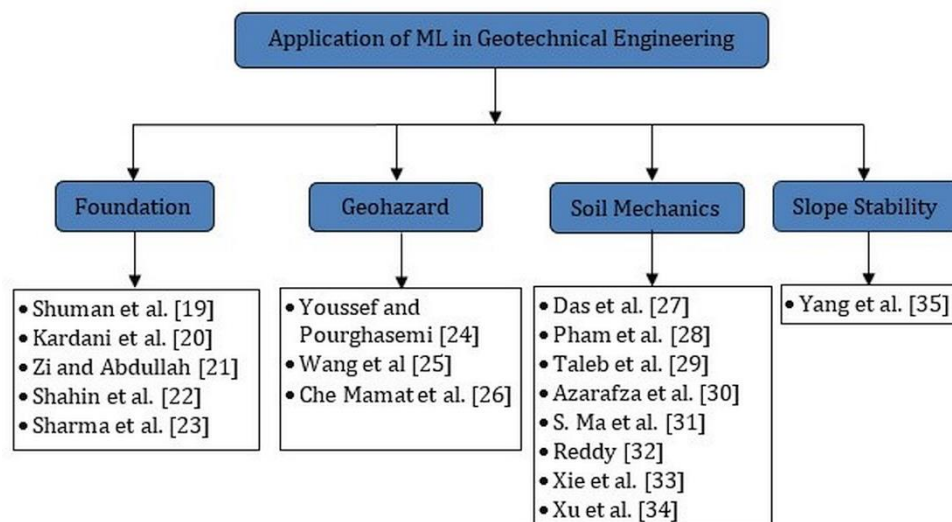 Application of ML in Geotechnical Engineering
Foundation
Geohazard
Soil Mechanics
Slope Stability
• Shuman et al. [19]
• Kardani et al. [20]
• Zi and Abdullah [21]
• Shahin et al. [22]
• Sharma et al. [23]
• Youssef and
Pourghasemi [24]
• Wang et al [25]
• Che Mamat et al. [26]
• Das et al. [27]
• Pham et al. [28]
• Taleb et al. [29]
• Azarafza et al. [30]
• S. Ma et al. [31]
• Reddy [32]
• Xie et al. [33]
• Xu et al. [34]
• Yang et al. [35]